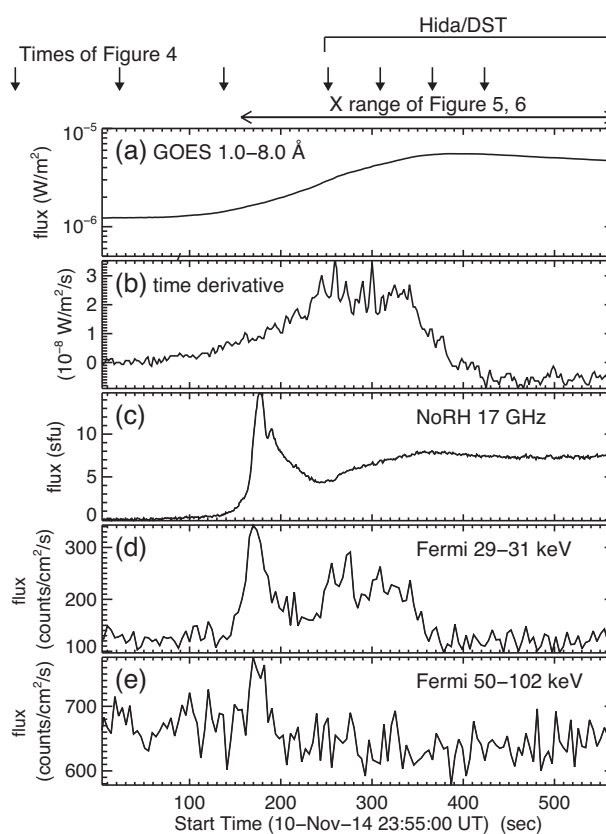 Hida/DST
Times of Figure 4
X range of Figure 5, 6
10⁻⁵
(a) GOES 1.0−8.0 Å
flux (W/m²)
10⁻⁶
3
(b) time derivative
2
1
0
(10⁻⁸ W/m²/s)
(c)
NoRH 17 GHz
10
5
0
flux (sfu)
(d)
Fermi 29−31 keV
300
200
100
flux
(counts/cm²/s)
(e)
Fermi 50−102 keV
700
600
flux
(counts/cm²/s)
100 200 300 400 500
Start Time (10−Nov−14 23:55:00 UT) (sec)